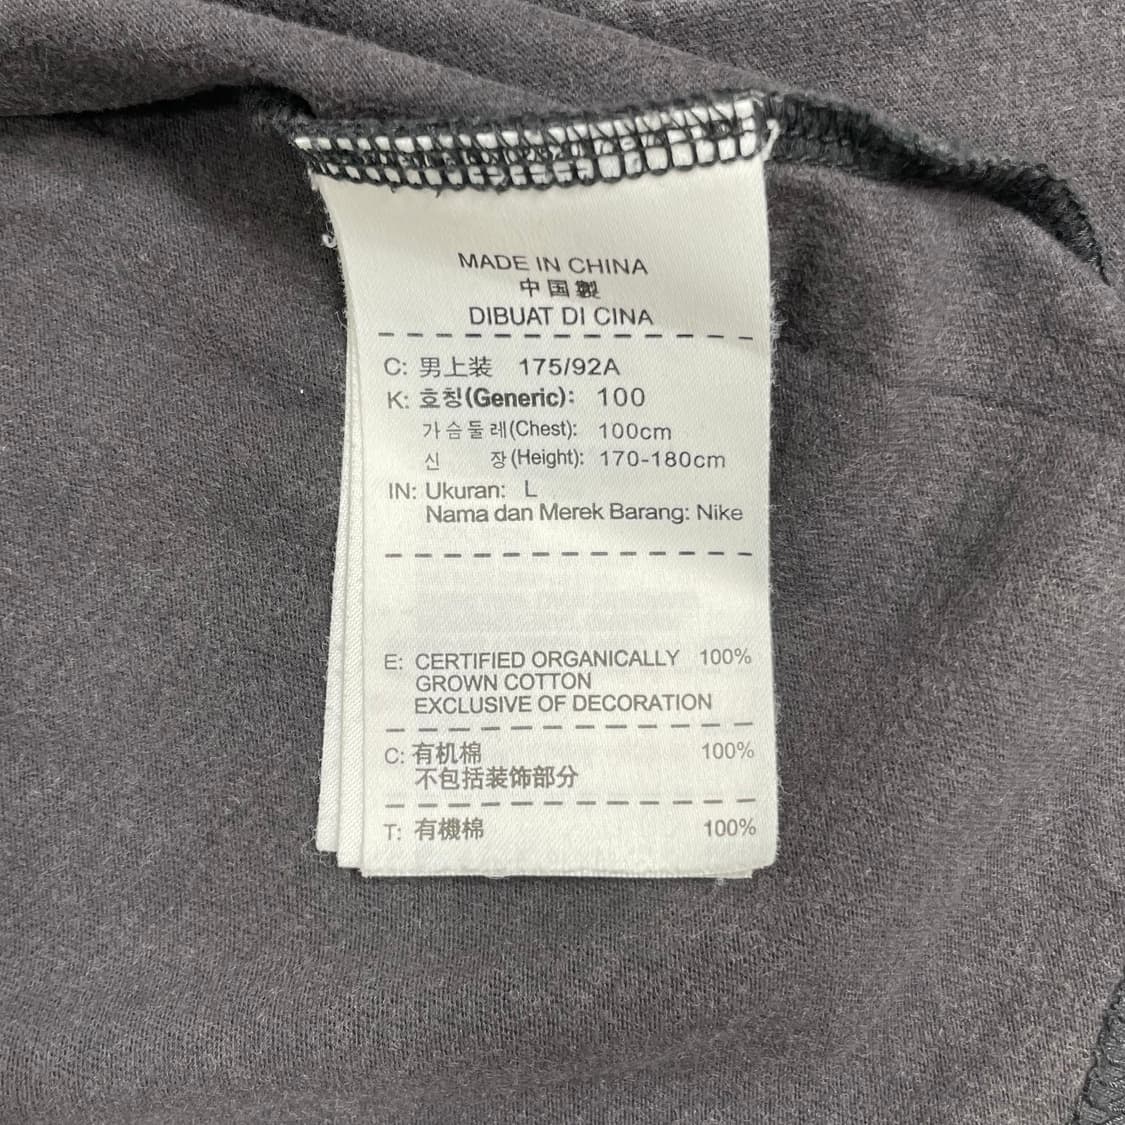 MADE IN CHINA
中国製
DIBUAT DI CINA
C: 男上装 175/92A
K: 호칭(Generic): 100
가슴둘레(Chest): 100cm
신 장(Height): 170-180cm
IN: Ukuran: L
Nama dan Merek Barang: Nike
E: CERTIFIED ORGANICALLY 100%
GROWN COTTON
EXCLUSIVE OF DECORATION
C: 有机棉 100%
不包括装饰部分
T: 有機棉 100%